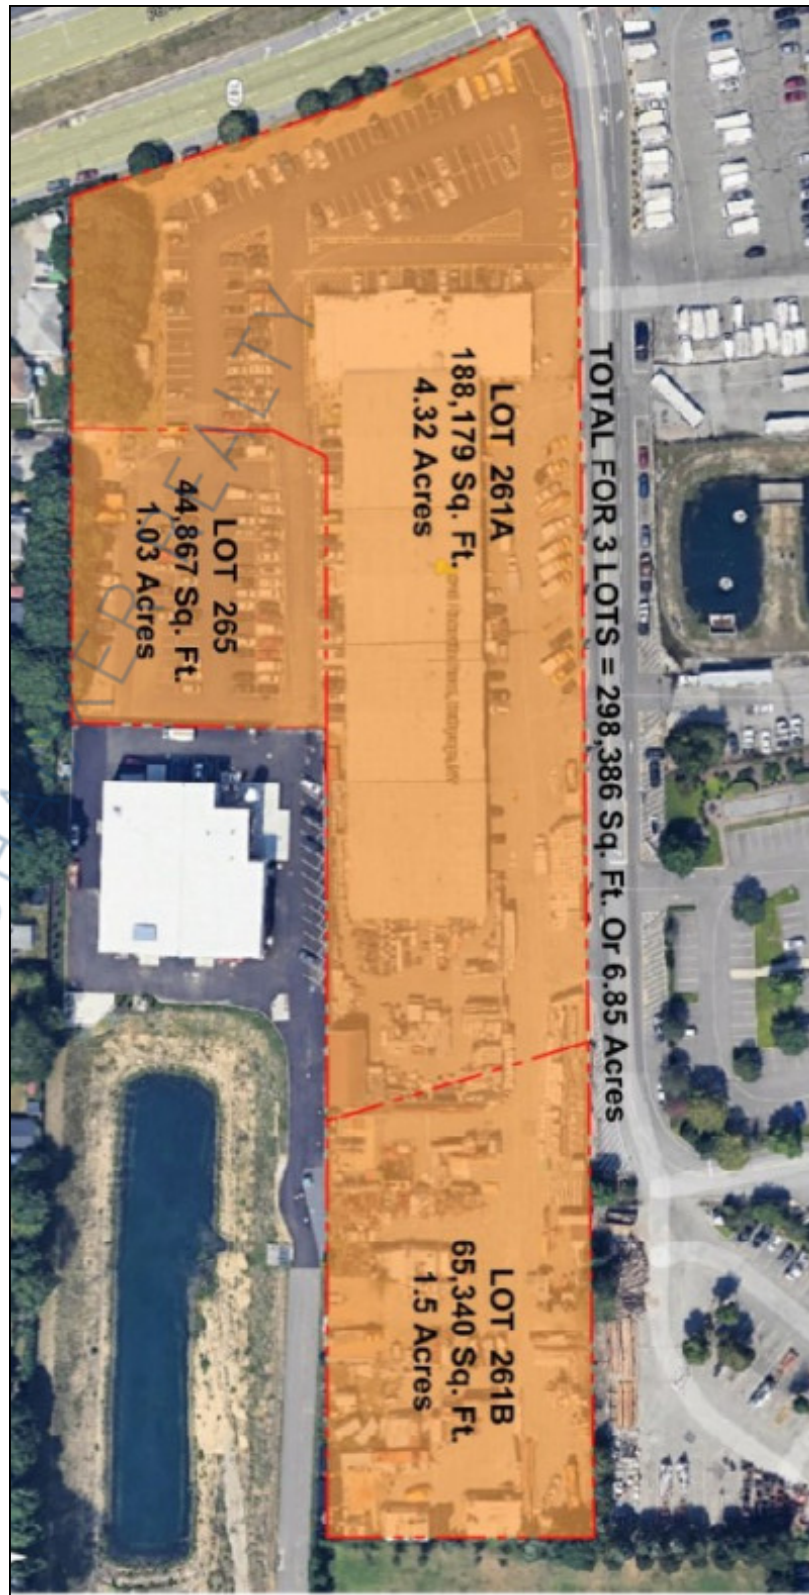 TOTAL FOR 3 LOTS = 298,386 Sq. Ft. Or 6.85 Acres
LOT 261A
188,179 Sq. Ft.
4.32 Acres
LOT 265
44,867 Sq. Ft.
1.03 Acres
LOT 261B
65,340 Sq. Ft.
1.5 Acres